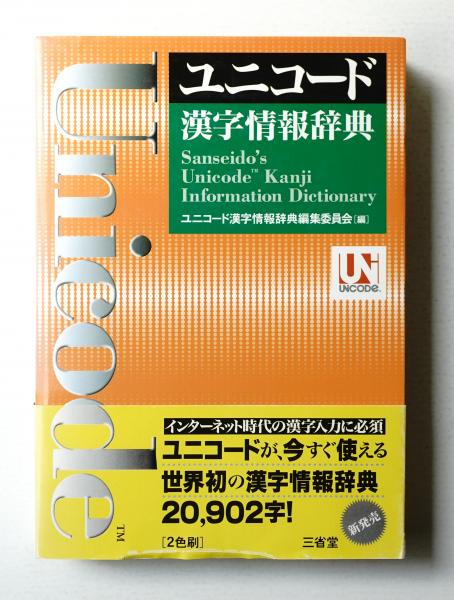 Unicode™
ユニコード
漢字情報辞典
Sanseido's
Unicode™ Kanji
Information Dictionary
ユニコード漢字情報辞典編集委員会[編]
UNI
UNICODE®
インターネット時代の漢字入力に必須
ユニコードが、今すぐ使える
世界初の漢字情報辞典
20,902字!
[2色刷]
三省堂
新発売